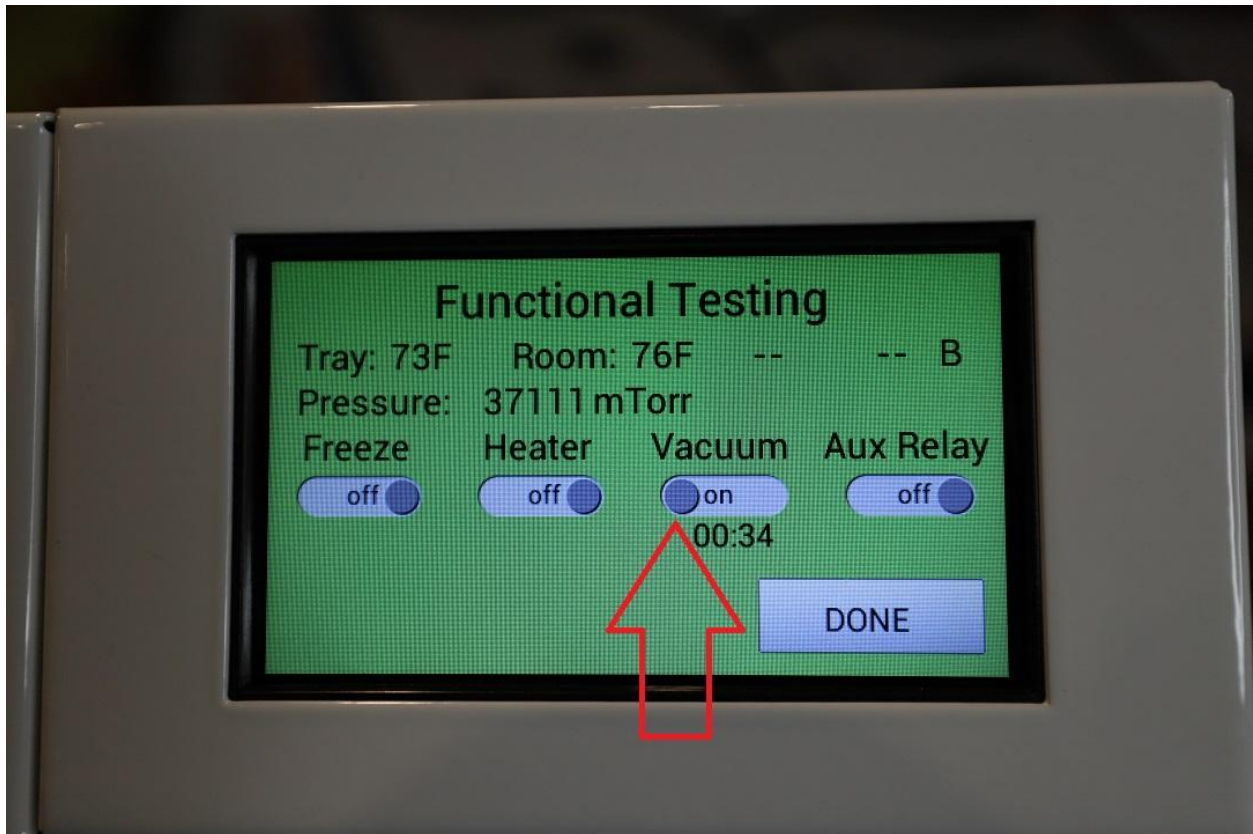 Functional Testing
Tray: 73F Room: 76F -- -- B
Pressure: 37111 mTorr
Freeze Heater Vacuum Aux Relay
off off on off
00:34
DONE